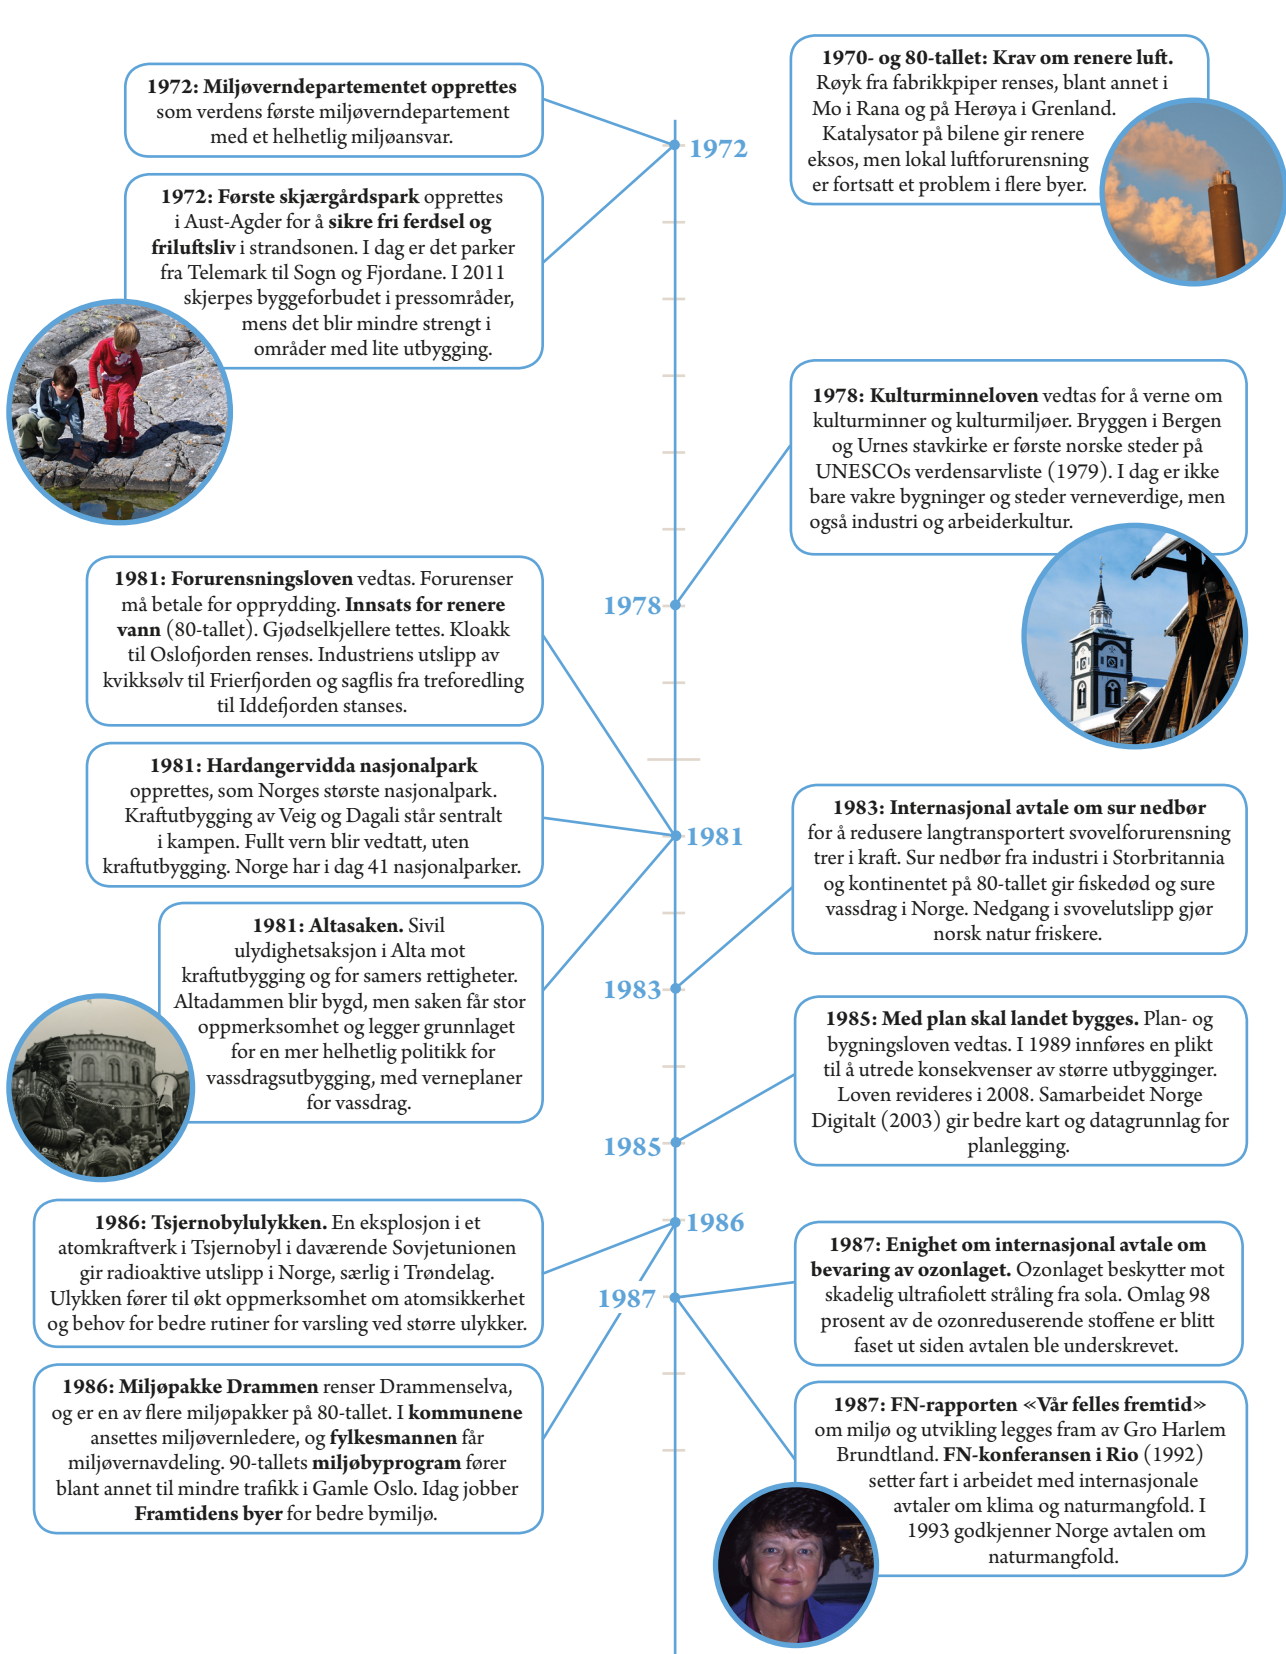 1972: Miljøverndepartementet opprettes
som verdens første miljøverndepartement
med et helhetlig miljøansvar.
1972: Første skjærgårdspark opprettes
i Aust-Agder for å sikre fri ferdsel og
friluftsliv i strandsonen. I dag er det parker
fra Telemark til Sogn og Fjordane. I 2011
skjerpes byggeforbudet i pressområder,
mens det blir mindre strengt i
områder med lite utbygging.
1970- og 80-tallet: Krav om renere luft.
Røyk fra fabrikkpiper renses, blant annet i
Mo i Rana og på Herøya i Grenland.
Katalysator på bilene gir renere
eksos, men lokal luftforurensning
er fortsatt et problem i flere byer.
1972
1978: Kulturminneloven vedtas for å verne om
kulturminner og kulturmiljøer. Bryggen i Bergen
og Urnes stavkirke er første norske steder på
UNESCOs verdensarvliste (1979). I dag er ikke
bare vakre bygninger og steder verneverdige, men
også industri og arbeiderkultur.
1978
1981: Forurensningsloven vedtas. Forurenser
må betale for opprydding. Innsats for renere
vann (80-tallet). Gjødselkjellere tettes. Kloakk
til Oslofjorden renses. Industriens utslipp av
kvikksølv til Frierfjorden og sagflis fra treforedling
til Iddefjorden stanses.
1981: Hardangervidda nasjonalpark
opprettes, som Norges største nasjonalpark.
Kraftutbygging av Veig og Dagali står sentralt
i kampen. Fullt vern blir vedtatt, uten
kraftutbygging. Norge har i dag 41 nasjonalparker.
1981
1981: Altasaken. Sivil
ulydighetsaksjon i Alta mot
kraftutbygging og for samers rettigheter.
Altadammen blir bygd, men saken får stor
oppmerksomhet og legger grunnlaget
for en mer helhetlig politikk for
vassdragsutbygging, med verneplaner
for vassdrag.
1983: Internasjonal avtale om sur nedbør
for å redusere langtransportert svovelforurensning
trer i kraft. Sur nedbør fra industri i Storbritannia
og kontinentet på 80-tallet gir fiskedød og sure
vassdrag i Norge. Nedgang i svovelutslipp gjør
norsk natur friskere.
1983
1985: Med plan skal landet bygges. Plan- og
bygningsloven vedtas. I 1989 innføres en plikt
til å utrede konsekvenser av større utbygginger.
Loven revideres i 2008. Samarbeidet Norge
Digitalt (2003) gir bedre kart og datagrunnlag for
planlegging.
1985
1986: Tsjernobylulykken. En eksplosjon i et
atomkraftverk i Tsjernobyl i daværende Sovjetunionen
gir radioaktive utslipp i Norge, særlig i Trøndelag.
Ulykken fører til økt oppmerksomhet om atomsikkerhet
og behov for bedre rutiner for varsling ved større ulykker.
1986
1986: Miljøpakke Drammen renser Drammenselva,
og er en av flere miljøpakker på 80-tallet. I kommunene
ansettes miljøvernledere, og fylkesmannen får
miljøvernavdeling. 90-tallets miljøbyprogram fører
blant annet til mindre trafikk i Gamle Oslo. Idag jobber
Framtidens byer for bedre bymiljø.
1987
1987: Enighet om internasjonal avtale om
bevaring av ozonlaget. Ozonlaget beskytter mot
skadelig ultrafiolett stråling fra sola. Omlag 98
prosent av de ozonreduserende stoffene er blitt
faset ut siden avtalen ble underskrevet.
1987: FN-rapporten «Vår felles fremtid»
om miljø og utvikling legges fram av Gro Harlem
Brundtland. FN-konferansen i Rio (1992)
setter fart i arbeidet med internasjonale
avtaler om klima og naturmangfold. I
1993 godkjenner Norge avtalen om
naturmangfold.